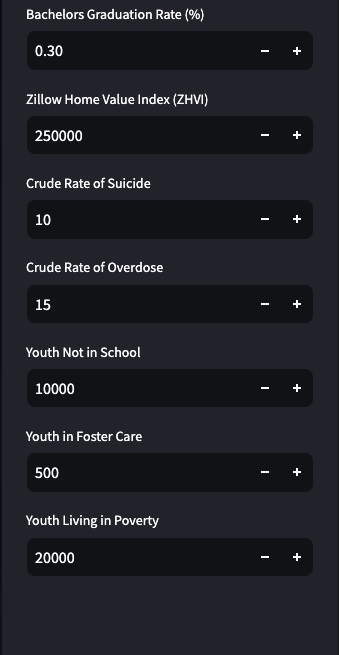 Bachelors Graduation Rate (%)
0.30
Zillow Home Value Index (ZHVI)
250000
Crude Rate of Suicide
10
Crude Rate of Overdose
15
Youth Not in School
10000
Youth in Foster Care
500
Youth Living in Poverty
20000